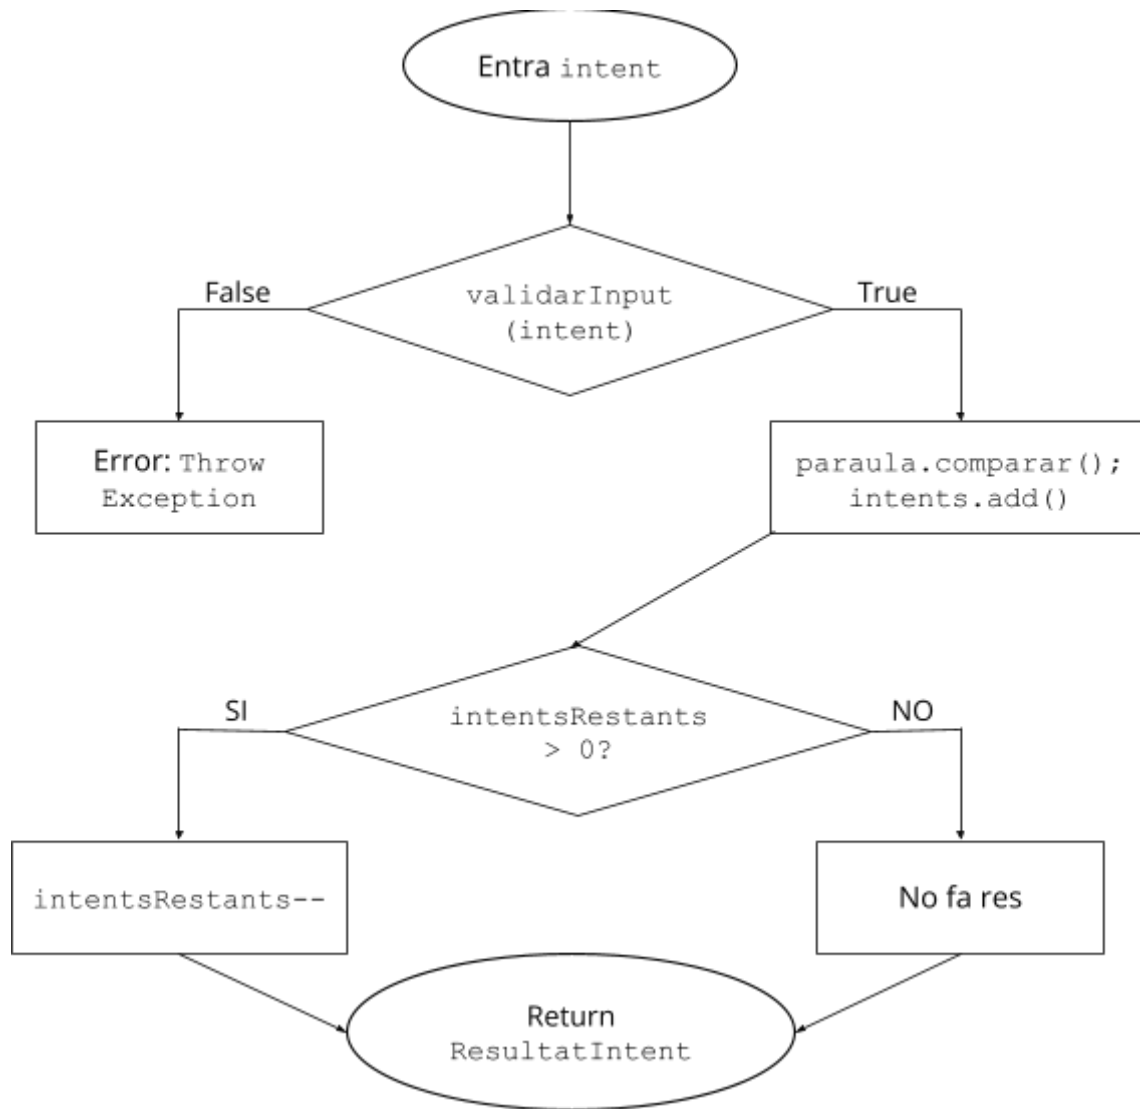 Entra intent
False
True
validarInput
(intent)
Error: Throw
Exception
paraula.comparar();
intents.add()
SI
NO
intentsRestants
> 0?
intentsRestants--
No fa res
Return
ResultatIntent